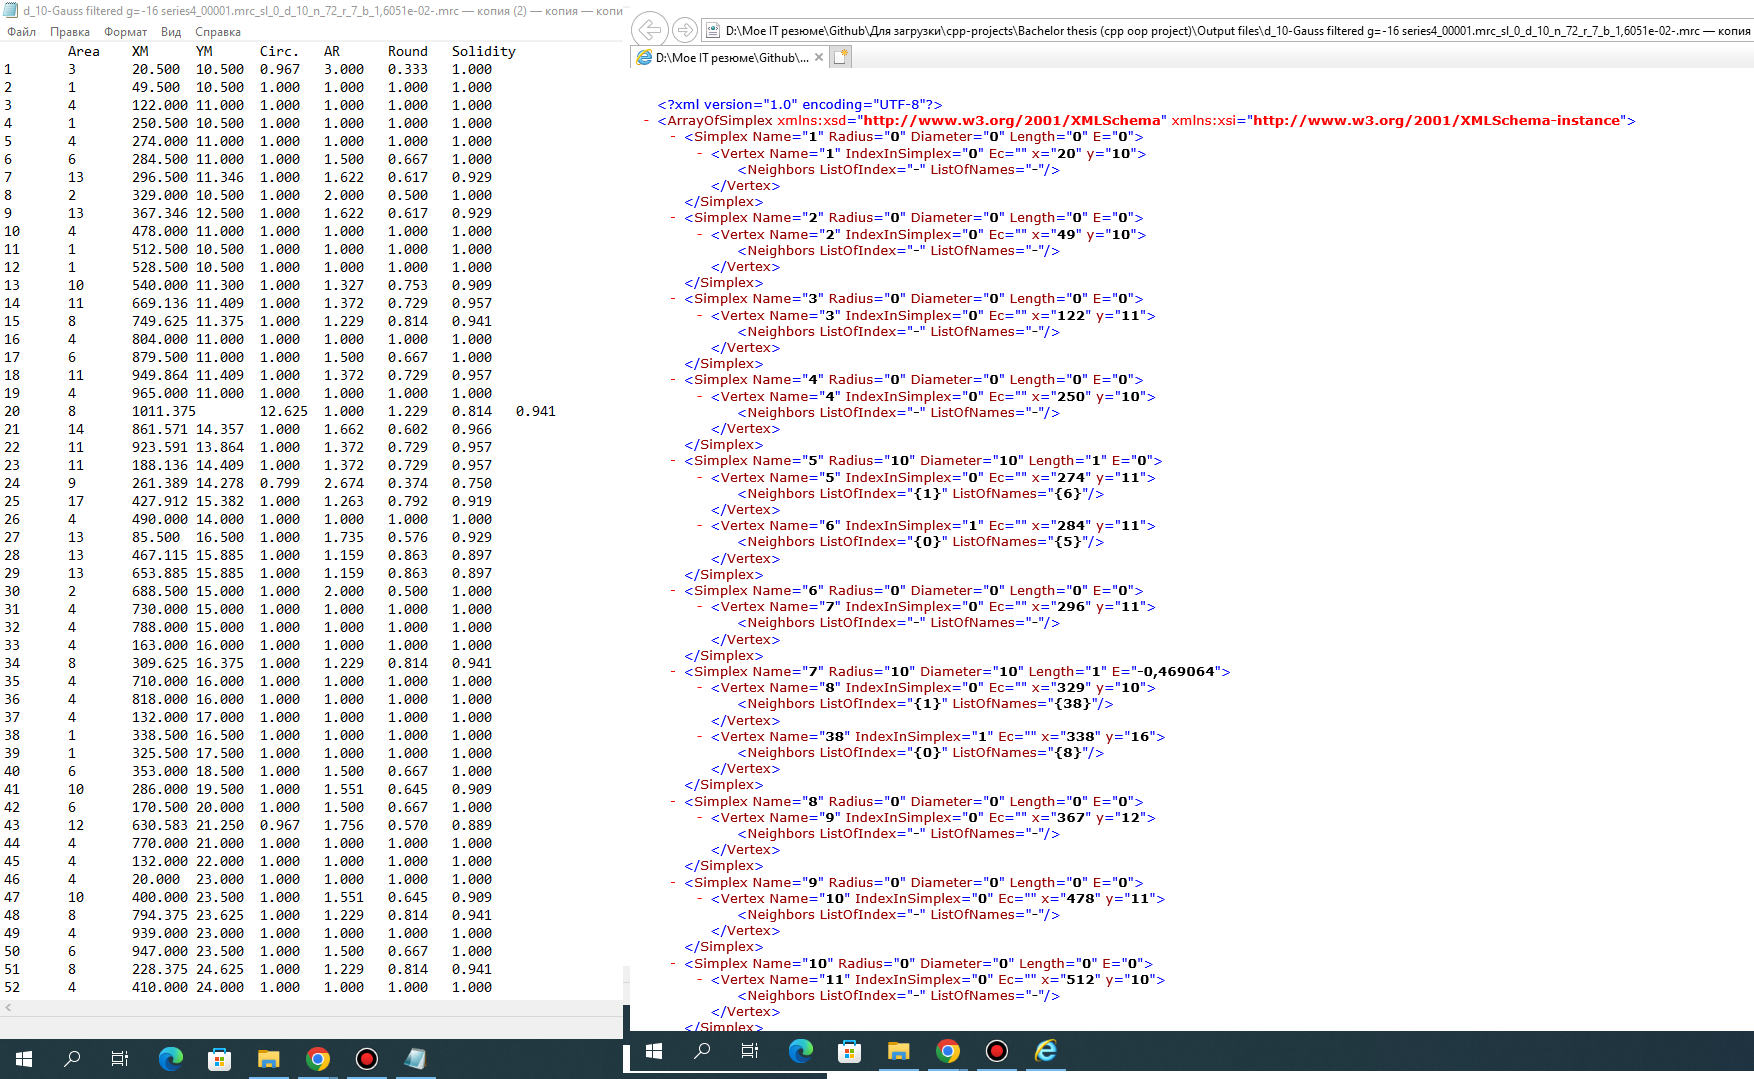 d_10-Gauss filtered g=-16 series4_00001.mrc_sl_0_d_10_n_72_r_7_b_1,6051e-02-.mrc — копия (2) — копия — копи
Файл Правка Формат Вид Справка
Area XM YM Circ. AR Round Solidity
1 3 20.500 10.500 0.967 3.000 0.333 1.000
2 1 49.500 10.500 1.000 1.000 1.000 1.000
3 4 122.000 11.000 1.000 1.000 1.000 1.000
4 1 250.500 10.500 1.000 1.000 1.000 1.000
5 4 274.000 11.000 1.000 1.000 1.000 1.000
6 6 284.500 11.000 1.000 1.500 0.667 1.000
7 13 296.500 11.346 1.000 1.622 0.617 0.929
8 2 329.000 10.500 1.000 2.000 0.500 1.000
9 13 367.346 12.500 1.000 1.622 0.617 0.929
10 4 478.000 11.000 1.000 1.000 1.000 1.000
11 1 512.500 10.500 1.000 1.000 1.000 1.000
12 1 528.500 10.500 1.000 1.000 1.000 1.000
13 10 540.000 11.300 1.000 1.327 0.753 0.909
14 11 669.136 11.409 1.000 1.372 0.729 0.957
15 8 749.625 11.375 1.000 1.229 0.814 0.941
16 4 804.000 11.000 1.000 1.000 1.000 1.000
17 6 879.500 11.000 1.000 1.500 0.667 1.000
18 11 949.864 11.409 1.000 1.372 0.729 0.957
19 4 965.000 11.000 1.000 1.000 1.000 1.000
20 8 1011.375 12.625 1.000 1.229 0.814 0.941
21 14 861.571 14.357 1.000 1.662 0.602 0.966
22 11 923.591 13.864 1.000 1.372 0.729 0.957
23 11 188.136 14.409 1.000 1.372 0.729 0.957
24 9 261.389 14.278 0.799 2.674 0.374 0.750
25 17 427.912 15.382 1.000 1.263 0.792 0.919
26 4 490.000 14.000 1.000 1.000 1.000 1.000
27 13 85.500 16.500 1.000 1.735 0.576 0.929
28 13 467.115 15.885 1.000 1.159 0.863 0.897
29 13 653.885 15.885 1.000 1.159 0.863 0.897
30 2 688.500 15.000 1.000 2.000 0.500 1.000
31 4 730.000 15.000 1.000 1.000 1.000 1.000
32 4 788.000 15.000 1.000 1.000 1.000 1.000
33 4 163.000 16.000 1.000 1.000 1.000 1.000
34 8 309.625 16.375 1.000 1.229 0.814 0.941
35 4 710.000 16.000 1.000 1.000 1.000 1.000
36 4 818.000 16.000 1.000 1.000 1.000 1.000
37 4 132.000 17.000 1.000 1.000 1.000 1.000
38 1 338.500 16.500 1.000 1.000 1.000 1.000
39 1 325.500 17.500 1.000 1.000 1.000 1.000
40 6 353.000 18.500 1.000 1.500 0.667 1.000
41 10 286.000 19.500 1.000 1.551 0.645 0.909
42 6 170.500 20.000 1.000 1.500 0.667 1.000
43 12 630.583 21.250 0.967 1.756 0.570 0.889
44 4 770.000 21.000 1.000 1.000 1.000 1.000
45 4 132.000 22.000 1.000 1.000 1.000 1.000
46 4 20.000 23.000 1.000 1.000 1.000 1.000
47 10 400.000 23.500 1.000 1.551 0.645 0.909
48 8 794.375 23.625 1.000 1.229 0.814 0.941
49 4 939.000 23.000 1.000 1.000 1.000 1.000
50 6 947.000 23.500 1.000 1.500 0.667 1.000
51 8 228.375 24.625 1.000 1.229 0.814 0.941
52 4 410.000 24.000 1.000 1.000 1.000 1.000
D:\Мое IT резюме\Github\Для загрузки\cpp-projects\Bachelor thesis (cpp oop project)\Output files\d_10-Gauss filtered g=-16 series4_00001.mrc_sl_0_d_10_n_72_r_7_b_1,6051e-02-.mrc — копия
D:\Мое IT резюме\Github\...
<?xml version="1.0" encoding="UTF-8"?>
- <ArrayOfSimplex xmlns:xsd="http://www.w3.org/2001/XMLSchema" xmlns:xsi="http://www.w3.org/2001/XMLSchema-instance">
- <Simplex Name="1" Radius="0" Diameter="0" Length="0" E="0">
- <Vertex Name="1" IndexInSimplex="0" Ec="" x="20" y="10">
<Neighbors ListOfIndex="-" ListOfNames="-"/>
</Vertex>
</Simplex>
- <Simplex Name="2" Radius="0" Diameter="0" Length="0" E="0">
- <Vertex Name="2" IndexInSimplex="0" Ec="" x="49" y="10">
<Neighbors ListOfIndex="-" ListOfNames="-"/>
</Vertex>
</Simplex>
- <Simplex Name="3" Radius="0" Diameter="0" Length="0" E="0">
- <Vertex Name="3" IndexInSimplex="0" Ec="" x="122" y="11">
<Neighbors ListOfIndex="-" ListOfNames="-"/>
</Vertex>
</Simplex>
- <Simplex Name="4" Radius="0" Diameter="0" Length="0" E="0">
- <Vertex Name="4" IndexInSimplex="0" Ec="" x="250" y="10">
<Neighbors ListOfIndex="-" ListOfNames="-"/>
</Vertex>
</Simplex>
- <Simplex Name="5" Radius="10" Diameter="10" Length="1" E="0">
- <Vertex Name="5" IndexInSimplex="0" Ec="" x="274" y="11">
<Neighbors ListOfIndex="{1}" ListOfNames="{6}"/>
</Vertex>
- <Vertex Name="6" IndexInSimplex="1" Ec="" x="284" y="11">
<Neighbors ListOfIndex="{0}" ListOfNames="{5}"/>
</Vertex>
</Simplex>
- <Simplex Name="6" Radius="0" Diameter="0" Length="0" E="0">
- <Vertex Name="7" IndexInSimplex="0" Ec="" x="296" y="11">
<Neighbors ListOfIndex="-" ListOfNames="-"/>
</Vertex>
</Simplex>
- <Simplex Name="7" Radius="10" Diameter="10" Length="1" E="-0,469064">
- <Vertex Name="8" IndexInSimplex="0" Ec="" x="329" y="10">
<Neighbors ListOfIndex="{1}" ListOfNames="{38}"/>
</Vertex>
- <Vertex Name="38" IndexInSimplex="1" Ec="" x="338" y="16">
<Neighbors ListOfIndex="{0}" ListOfNames="{8}"/>
</Vertex>
</Simplex>
- <Simplex Name="8" Radius="0" Diameter="0" Length="0" E="0">
- <Vertex Name="9" IndexInSimplex="0" Ec="" x="367" y="12">
<Neighbors ListOfIndex="-" ListOfNames="-"/>
</Vertex>
</Simplex>
- <Simplex Name="9" Radius="0" Diameter="0" Length="0" E="0">
- <Vertex Name="10" IndexInSimplex="0" Ec="" x="478" y="11">
<Neighbors ListOfIndex="-" ListOfNames="-"/>
</Vertex>
</Simplex>
- <Simplex Name="10" Radius="0" Diameter="0" Length="0" E="0">
- <Vertex Name="11" IndexInSimplex="0" Ec="" x="512" y="10">
<Neighbors ListOfIndex="-" ListOfNames="-"/>
</Vertex>
</Simplex>